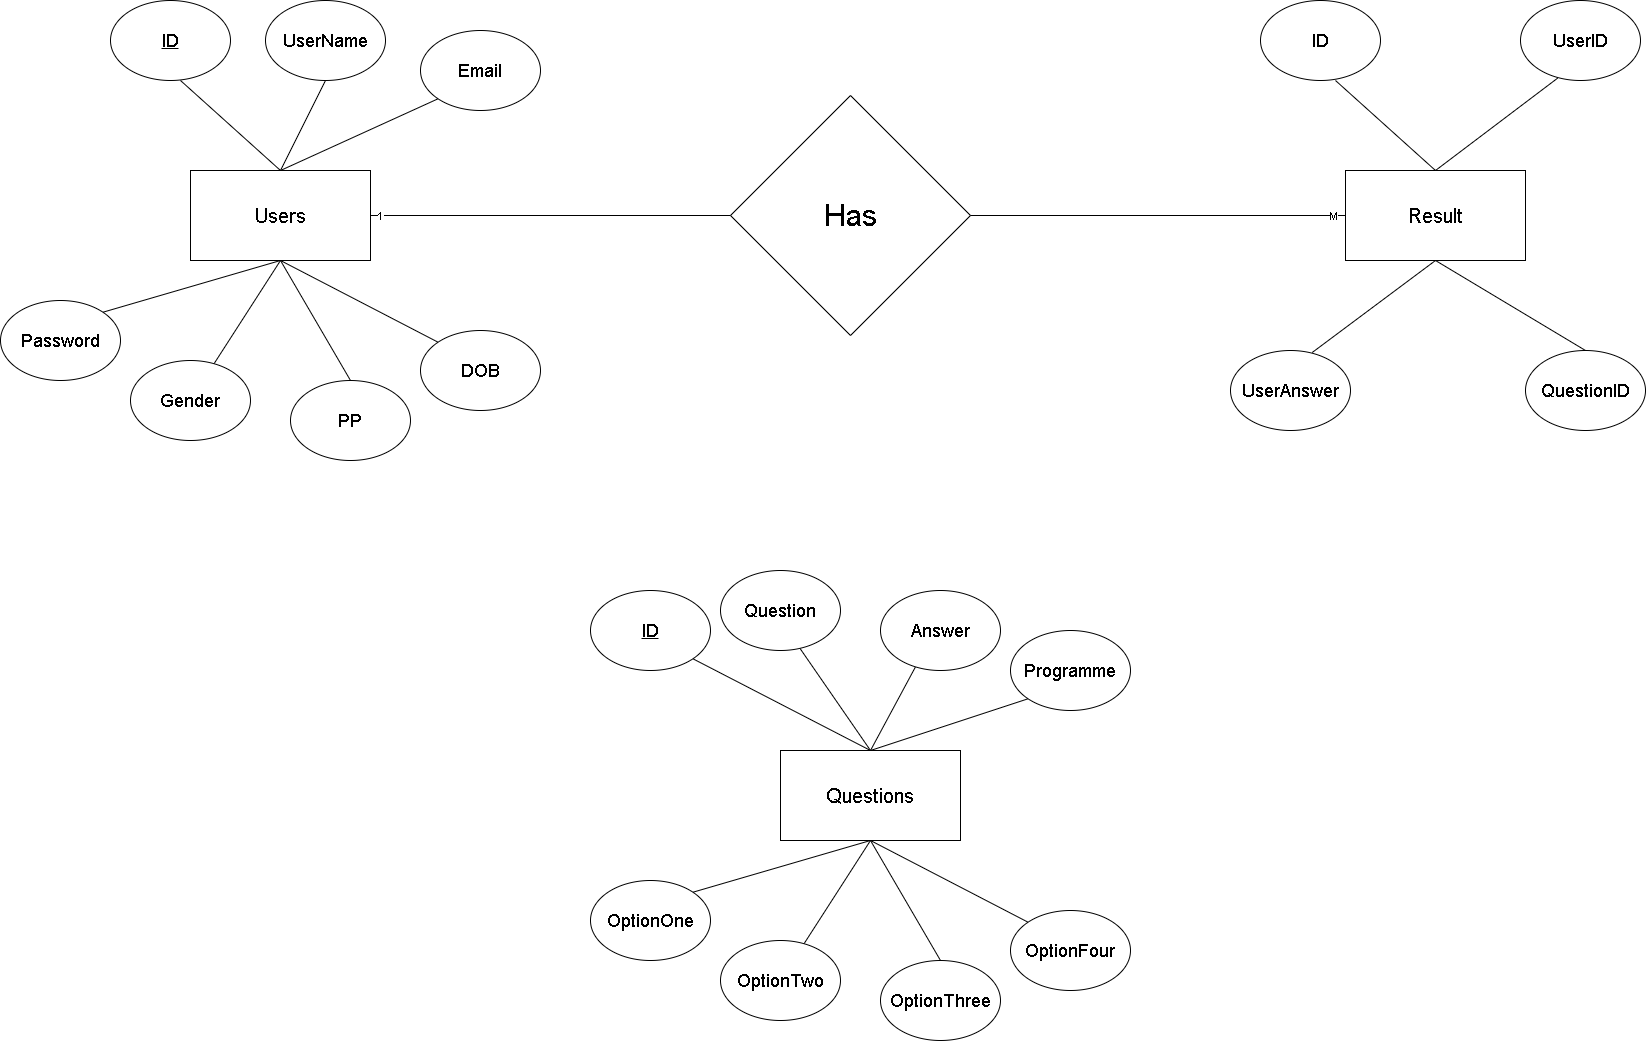 ID
UserName
Email
ID
UserID
Users
1
Has
M
Result
Password
Gender
PP
DOB
UserAnswer
QuestionID
ID
Question
Answer
Programme
Questions
OptionOne
OptionTwo
OptionThree
OptionFour